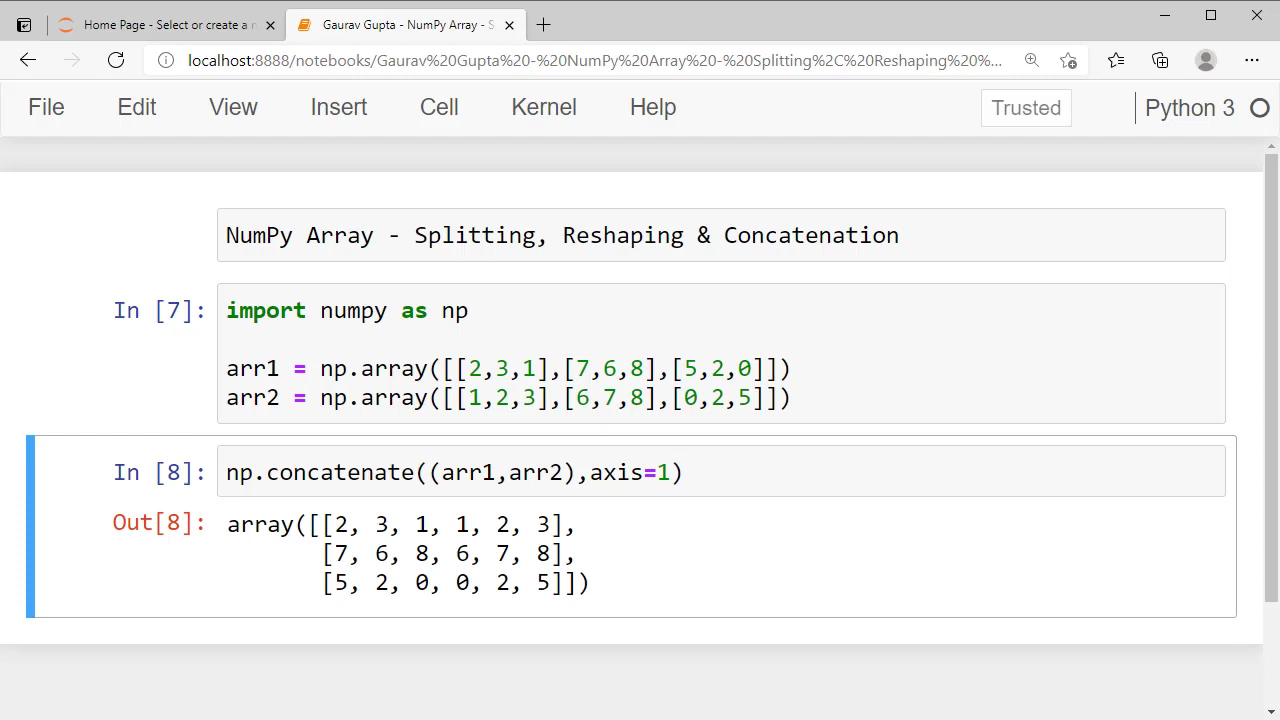 Home Page - Select or create a n
Gaurav Gupta - NumPy Array - S
localhost:8888/notebooks/Gaurav%20Gupta%20-%20NumPy%20Array%20-%20Splitting%2C%20Reshaping%20%...
File Edit View Insert Cell Kernel Help Trusted Python 3
NumPy Array - Splitting, Reshaping & Concatenation
In [7]: import numpy as np
arr1 = np.array([[2,3,1],[7,6,8],[5,2,0]])
arr2 = np.array([[1,2,3],[6,7,8],[0,2,5]])
In [8]: np.concatenate((arr1,arr2),axis=1)
Out[8]: array([[2, 3, 1, 1, 2, 3],
[7, 6, 8, 6, 7, 8],
[5, 2, 0, 0, 2, 5]])